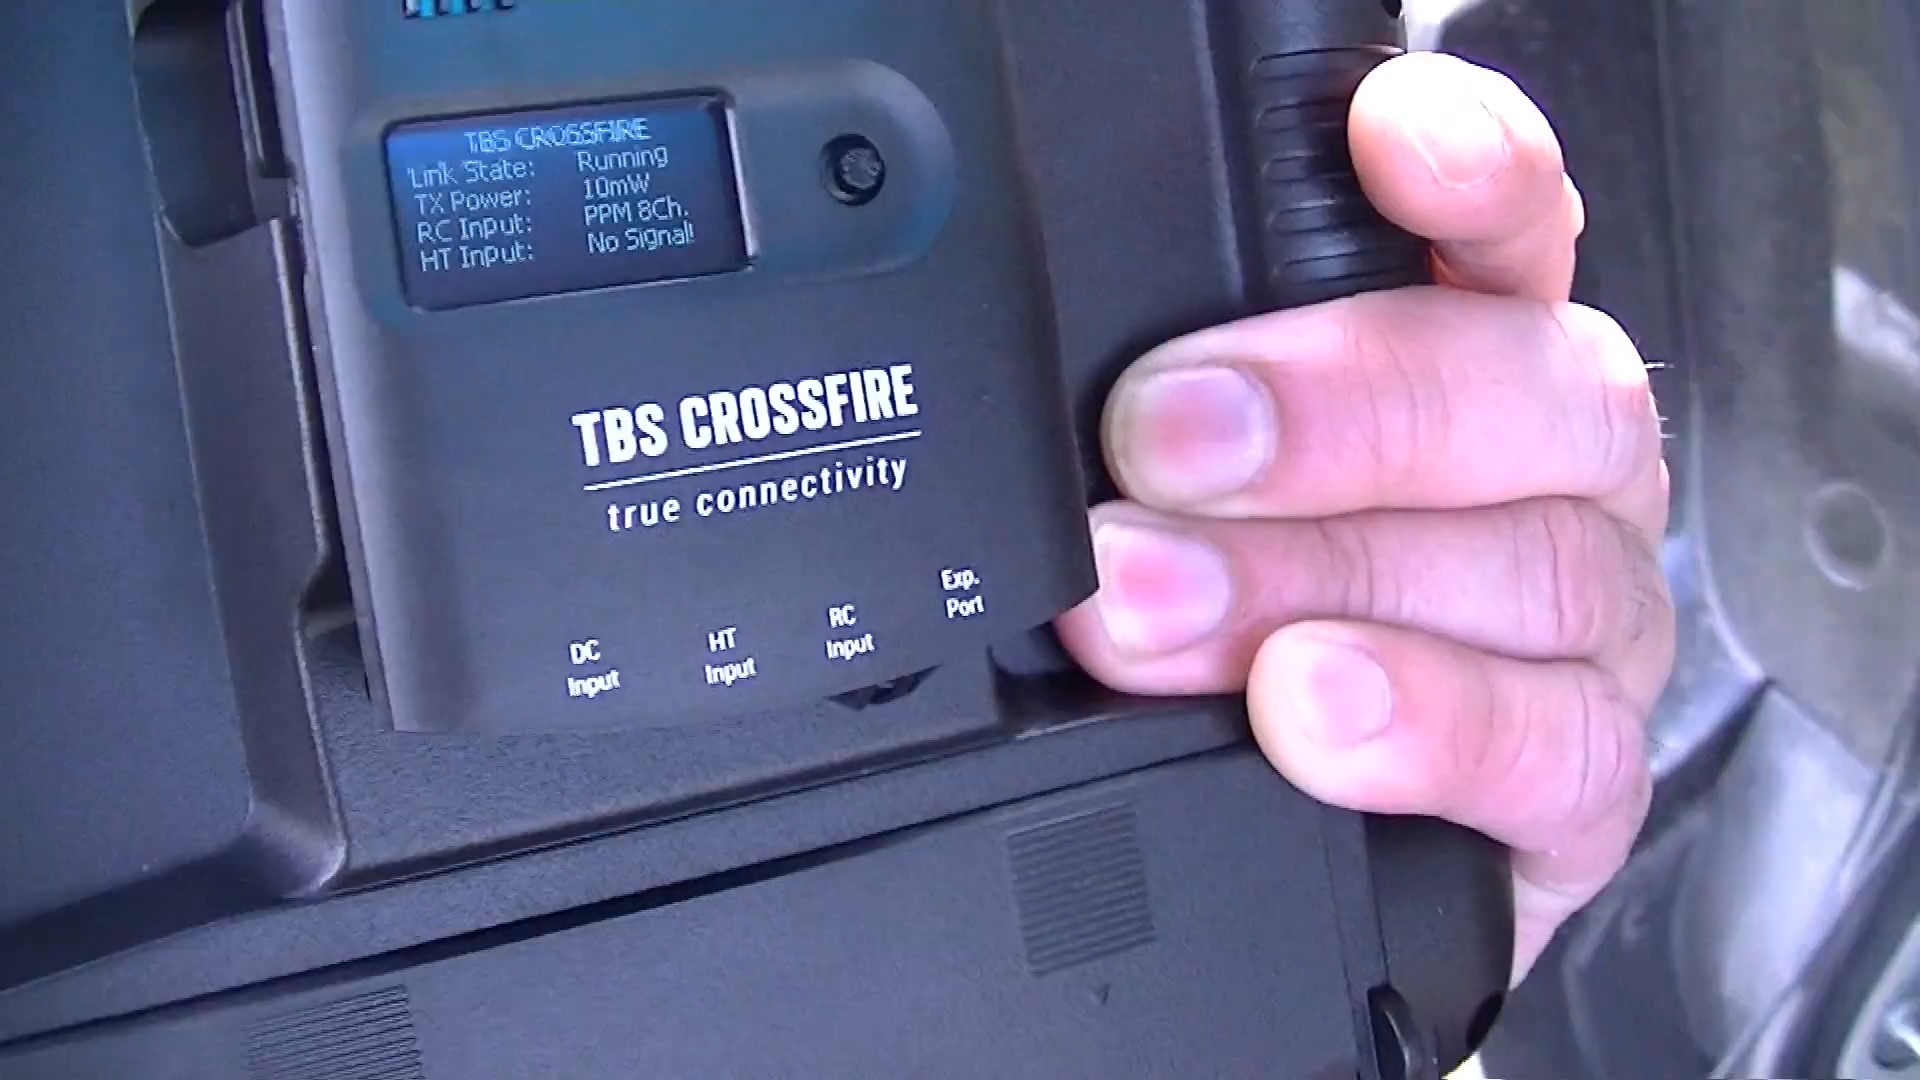 TBS CROSSFIRE
Link State: Running
TX Power: 10mW
RC Input: PPM 8Ch.
HT Input: No Signal!
TBS CROSSFIRE
true connectivity
DC Input
HT Input
RC Input
Exp. Port